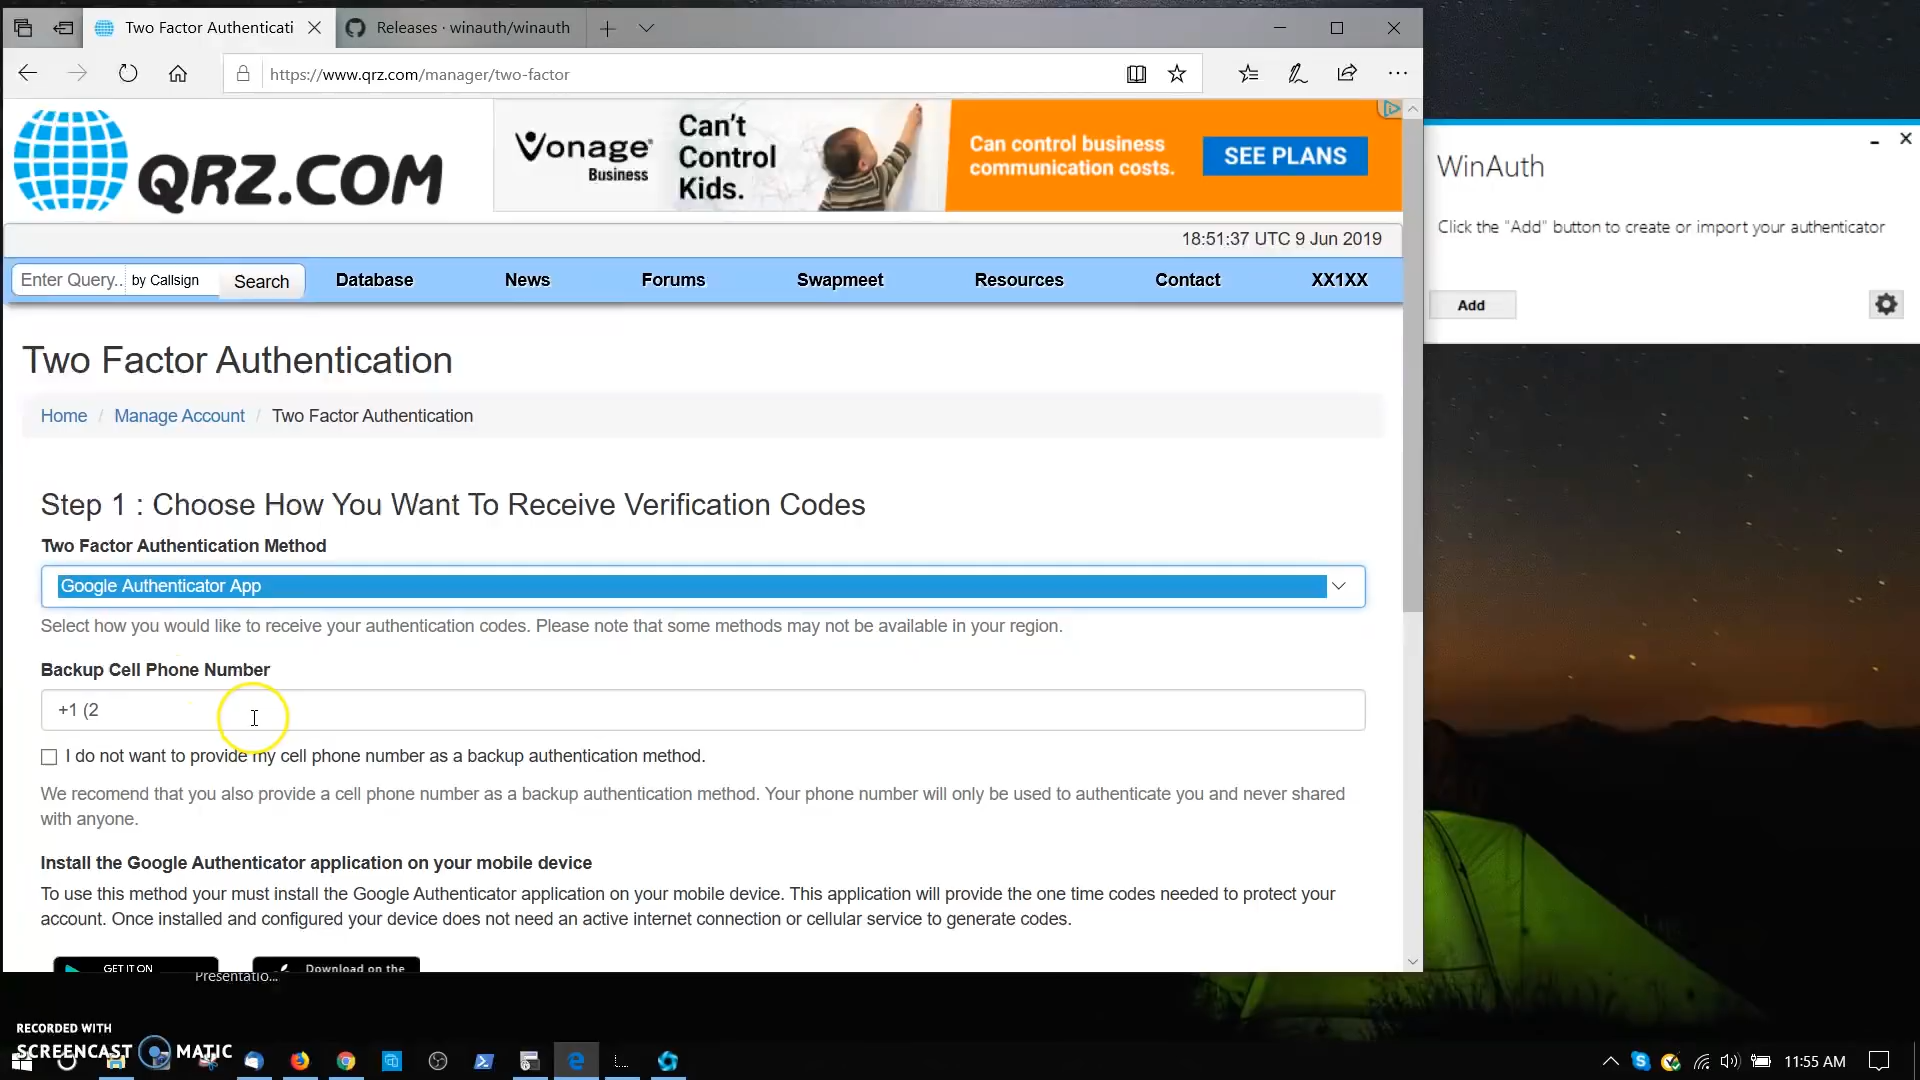 Two Factor Authenticati
Releases · winauth/winauth
https://www.qrz.com/manager/two-factor
QRZ.COM
Vonage
Business
Can't
Control
Kids.
Can control business
communication costs.
SEE PLANS
18:51:37 UTC 9 Jun 2019
Enter Query.. by Callsign Search Database News Forums Swapmeet Resources Contact XX1XX
Two Factor Authentication
Home / Manage Account / Two Factor Authentication
Step 1 : Choose How You Want To Receive Verification Codes
Two Factor Authentication Method
Google Authenticator App
Select how you would like to receive your authentication codes. Please note that some methods may not be available in your region.
Backup Cell Phone Number
+1 (2
I do not want to provide my cell phone number as a backup authentication method.
We recomend that you also provide a cell phone number as a backup authentication method. Your phone number will only be used to authenticate you and never shared
with anyone.
Install the Google Authenticator application on your mobile device
To use this method your must install the Google Authenticator application on your mobile device. This application will provide the one time codes needed to protect your
account. Once installed and configured your device does not need an active internet connection or cellular service to generate codes.
GET IT ON
Download on the
WinAuth
Click the "Add" button to create or import your authenticator
Add
Presentatio...
RECORDED WITH
SCREENCAST MATIC
11:55 AM